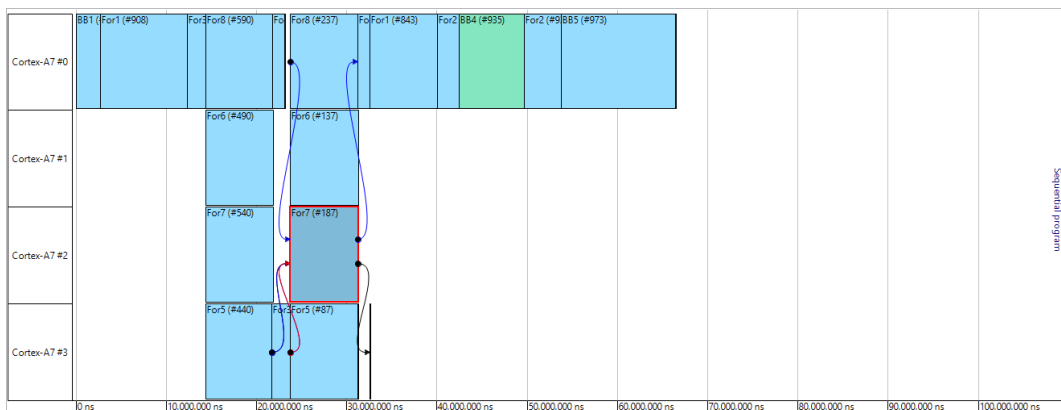 BB1 (
For1 (#908)
For3
For8 (#590)
Fo
For8 (#237)
Fo
For1 (#843)
For2
BB4 (#935)
For2 (#9
BB5 (#973)
Cortex-A7 #0
For6 (#490)
For6 (#137)
Cortex-A7 #1
For7 (#540)
For7 (#187)
Cortex-A7 #2
For5 (#440)
For3
For5 (#87)
Cortex-A7 #3
Sequential program
0 ns
10.000.000 ns
20.000.000 ns
30.000.000 ns
40.000.000 ns
50.000.000 ns
60.000.000 ns
70.000.000 ns
80.000.000 ns
90.000.000 ns
100.000.000 ns